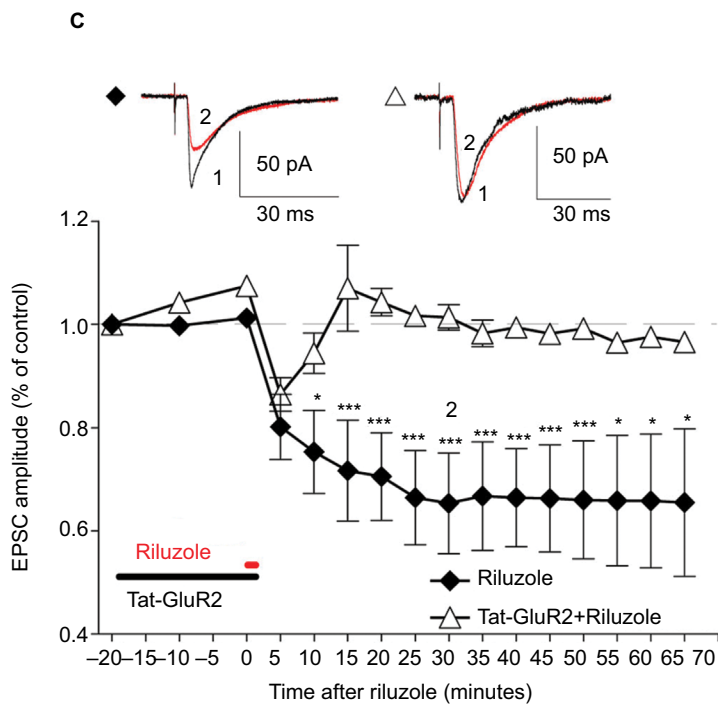 C
2
1
50 pA
30 ms
2
1
50 pA
30 ms
EPSC amplitude (% of control)
1.2
1.0
0.8
0.6
0.4
* *** *** *** *** *** *** *** *** * * *
2
Riluzole
Tat-GluR2
Riluzole
Tat-GluR2+Riluzole
–20 –15 –10 –5 0 5 10 15 20 25 30 35 40 45 50 55 60 65 70
Time after riluzole (minutes)